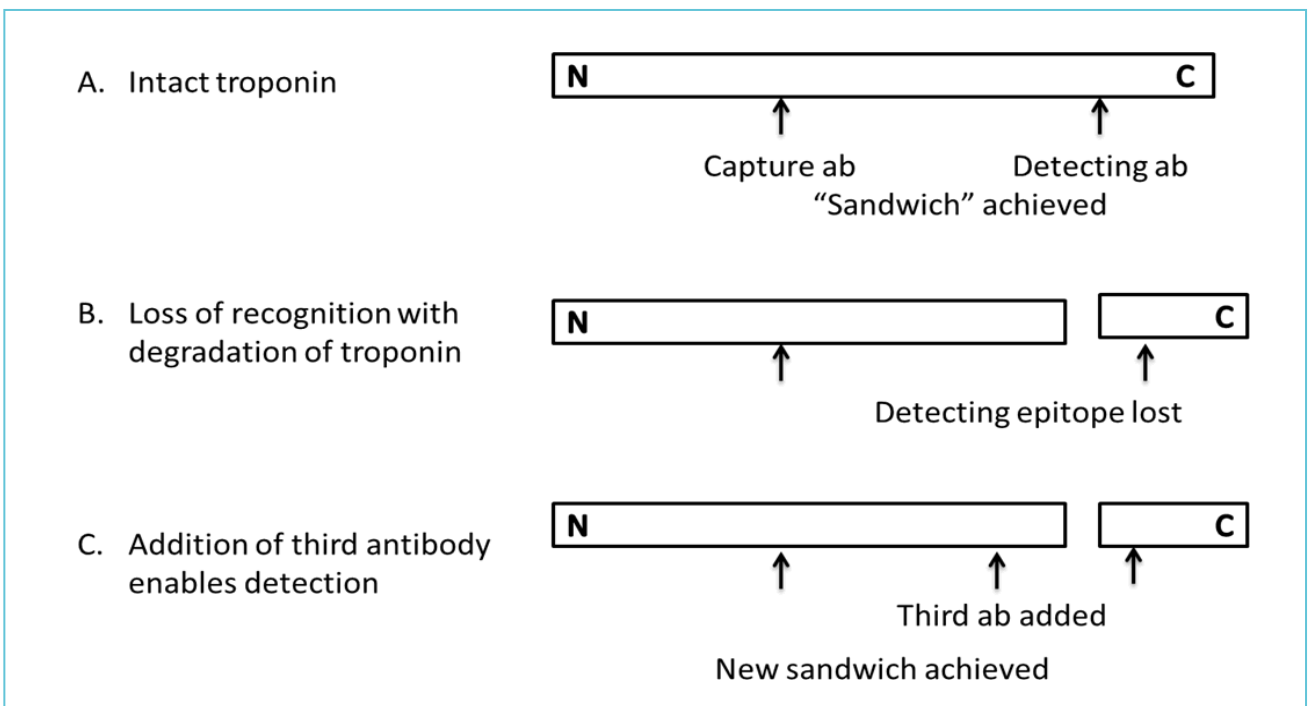 A. Intact troponin
N
C
Capture ab
Detecting ab
“Sandwich” achieved
B. Loss of recognition with
degradation of troponin
N
C
Detecting epitope lost
C. Addition of third antibody
enables detection
N
C
Third ab added
New sandwich achieved